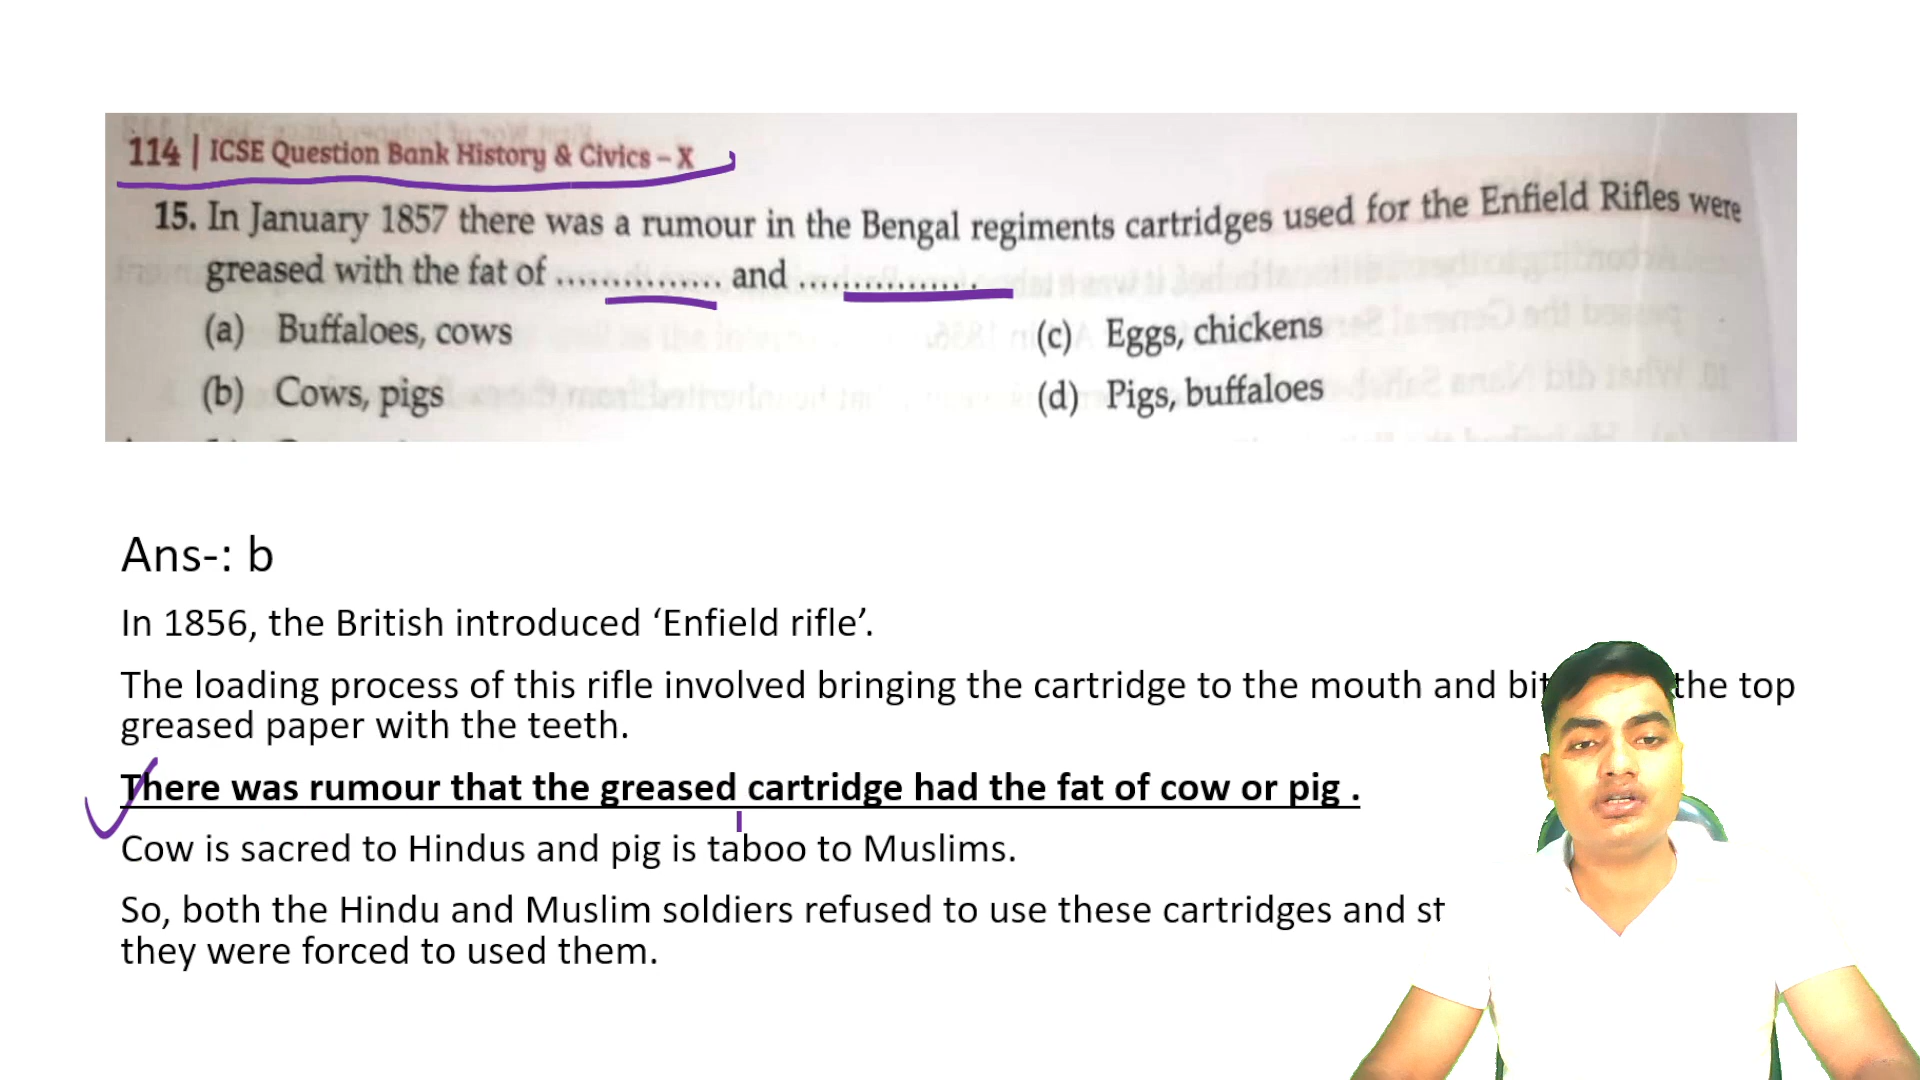 114 | ICSE Question Bank History & Civics – X
15. In January 1857 there was a rumour in the Bengal regiments cartridges used for the Enfield Rifles were
greased with the fat of ............... and ................
(a) Buffaloes, cows
(c) Eggs, chickens
(b) Cows, pigs
(d) Pigs, buffaloes
Ans-: b
In 1856, the British introduced ‘Enfield rifle’.
The loading process of this rifle involved bringing the cartridge to the mouth and the top
greased paper with the teeth.
There was rumour that the greased cartridge had the fat of cow or pig .
Cow is sacred to Hindus and pig is taboo to Muslims.
So, both the Hindu and Muslim soldiers refused to use these cartridges and
they were forced to used them.